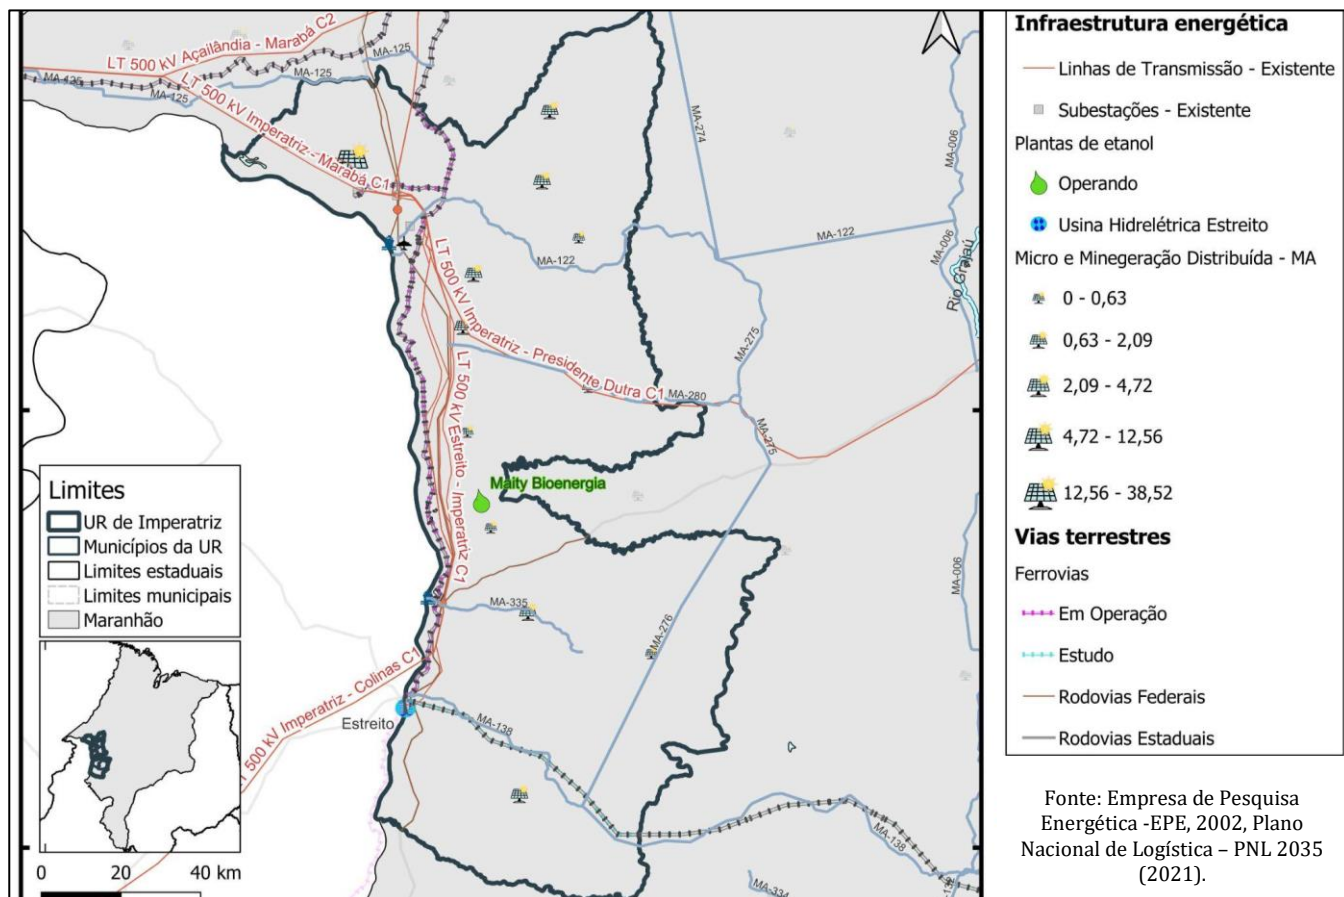 LT 500 kV Açailândia - Marabá C2
MA-125
MA-125
MA-125
MA-125
MA-274
MA-006
LT 500 kV Imperatriz - Marabá C1
MA-122
MA-122
MA-006
Rio Grajaú
LT 500 kV Imperatriz - Presidente Dutra C1
MA-275
MA-280
MA-275
LT 500 kV Estreito - Imperatriz C1
Maity Bioenergia
MA-006
MA-335
MA-276
LT 500 kV Imperatriz - Colinas C1
Estreito
MA-138
MA-138
MA-138
MA-334
Limites
UR de Imperatriz
Municípios da UR
Limites estaduais
Limites municipais
Maranhão
0 20 40 km
Infraestrutura energética
Linhas de Transmissão - Existente
Subestações - Existente
Plantas de etanol
Operando
Usina Hidrelétrica Estreito
Micro e Minegeração Distribuída - MA
0 - 0,63
0,63 - 2,09
2,09 - 4,72
4,72 - 12,56
12,56 - 38,52
Vias terrestres
Ferrovias
Em Operação
Estudo
Rodovias Federais
Rodovias Estaduais
Fonte: Empresa de Pesquisa
Energética -EPE, 2002, Plano
Nacional de Logística – PNL 2035
(2021).